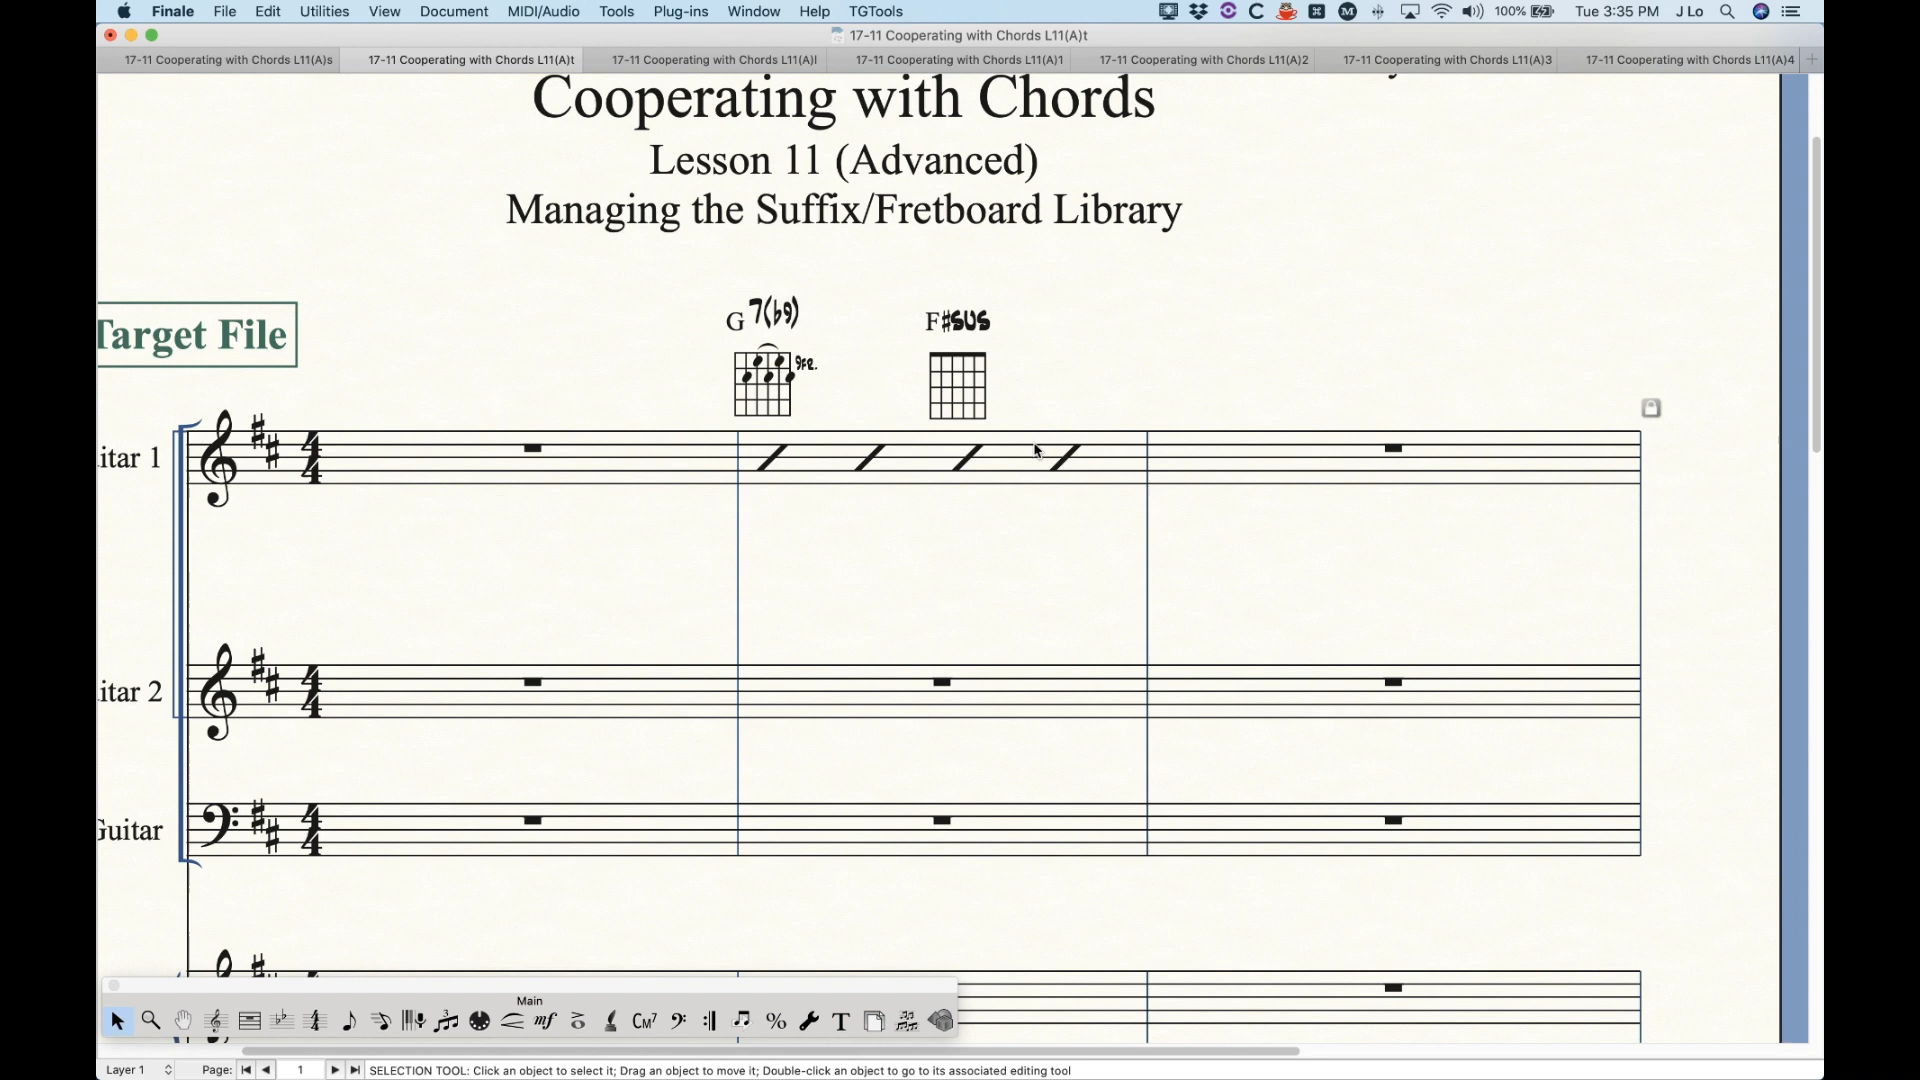 Finale File Edit Utilities View Document MIDI/Audio Tools Plug-ins Window Help TGTools 100% Tue 3:35 PM J Lo
17-11 Cooperating with Chords L11(A)t
17-11 Cooperating with Chords L11(A)s 17-11 Cooperating with Chords L11(A)t 17-11 Cooperating with Chords L11(A)l 17-11 Cooperating with Chords L11(A)1 17-11 Cooperating with Chords L11(A)2 17-11 Cooperating with Chords L11(A)3 17-11 Cooperating with Chords L11(A)4
Cooperating with Chords
Lesson 11 (Advanced)
Managing the Suffix/Fretboard Library
Target File
G7(b9) F#SUS
9FR.
itar 1
itar 2
Guitar
Main
CM7 mf %
Layer 1 Page: 1 SELECTION TOOL: Click an object to select it; Drag an object to move it; Double-click an object to go to its associated editing tool